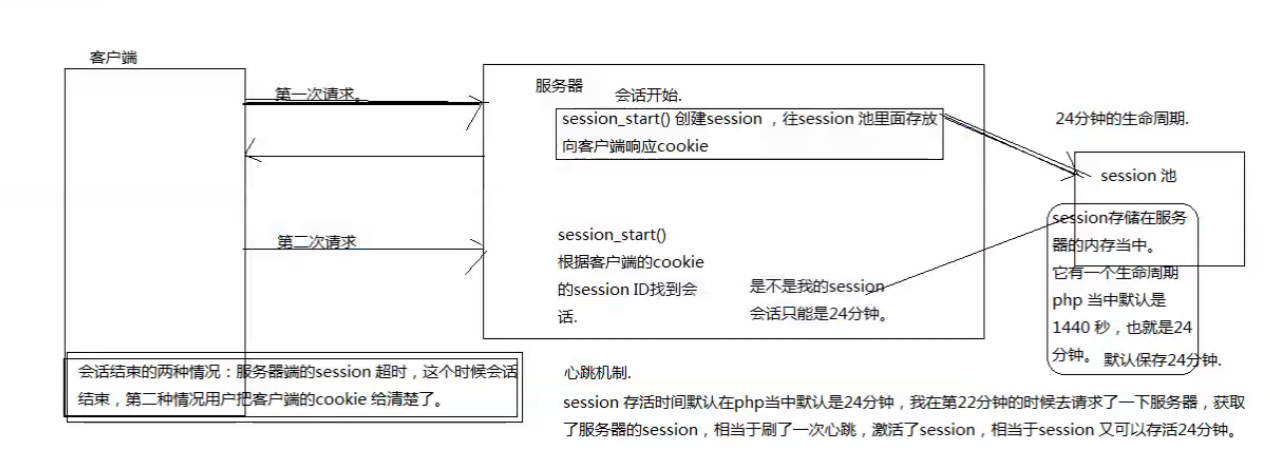 客户端
第一次请求。
服务器
会话开始.
session_start() 创建session ，往session 池里面存放
向客户端响应cookie
24分钟的生命周期.
session 池
第二次请求
session_start()
根据客户端的cookie
的session ID找到会
话.
是不是我的session
会话只能是24分钟。
session存储在服务
器的内存当中。
它有一个生命周期
php 当中默认是
1440 秒，也就是24
分钟。
默认保存24分钟.
会话结束的两种情况：服务器端的session 超时，这个时候会话
结束，第二种情况用户把客户端的cookie 给清楚了。
心跳机制.
session 存活时间默认在php当中默认是24分钟，我在第22分钟的时候去请求了一下服务器，获取
了服务器的session，相当于刷了一次心跳，激活了session，相当于session 又可以存活24分钟。